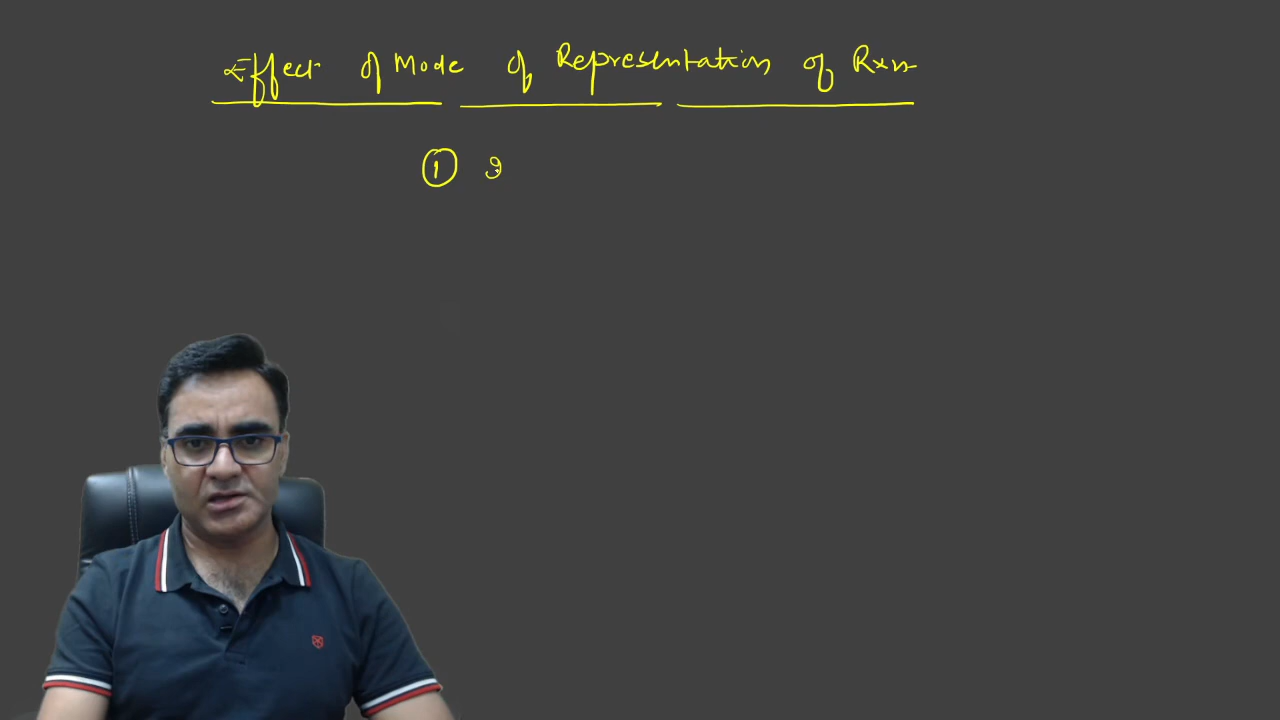 Effect of Mode of Representation of Rxn
①